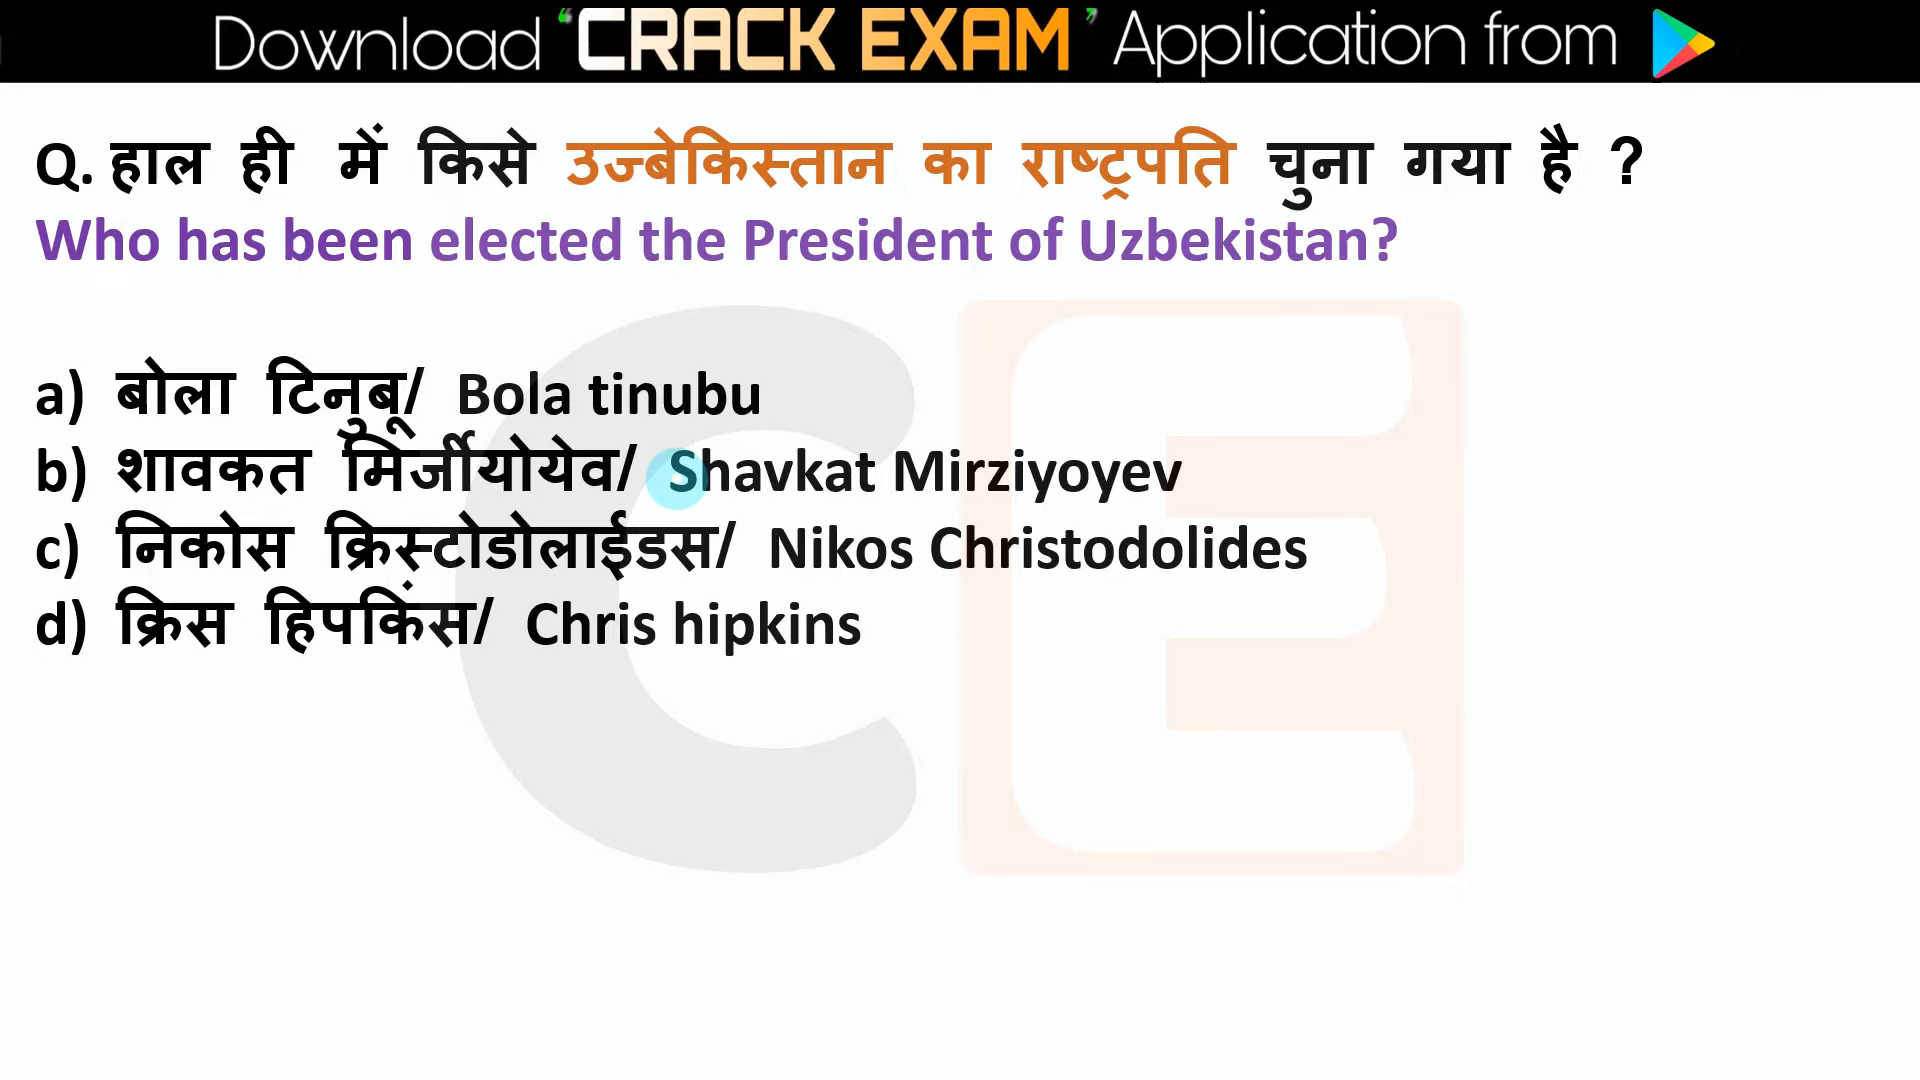 Download ‘CRACK EXAM’ Application from
Q. हाल ही में किसे उज्बेकिस्तान का राष्ट्रपति चुना गया है ?
Who has been elected the President of Uzbekistan?
a) बोला टिनुबू/ Bola tinubu
b) शावकत मिर्जीयोयेव/ Shavkat Mirziyoyev
c) निकोस क्रिस्टोडोलाईडस/ Nikos Christodolides
d) क्रिस हिपकिंस/ Chris hipkins
CE